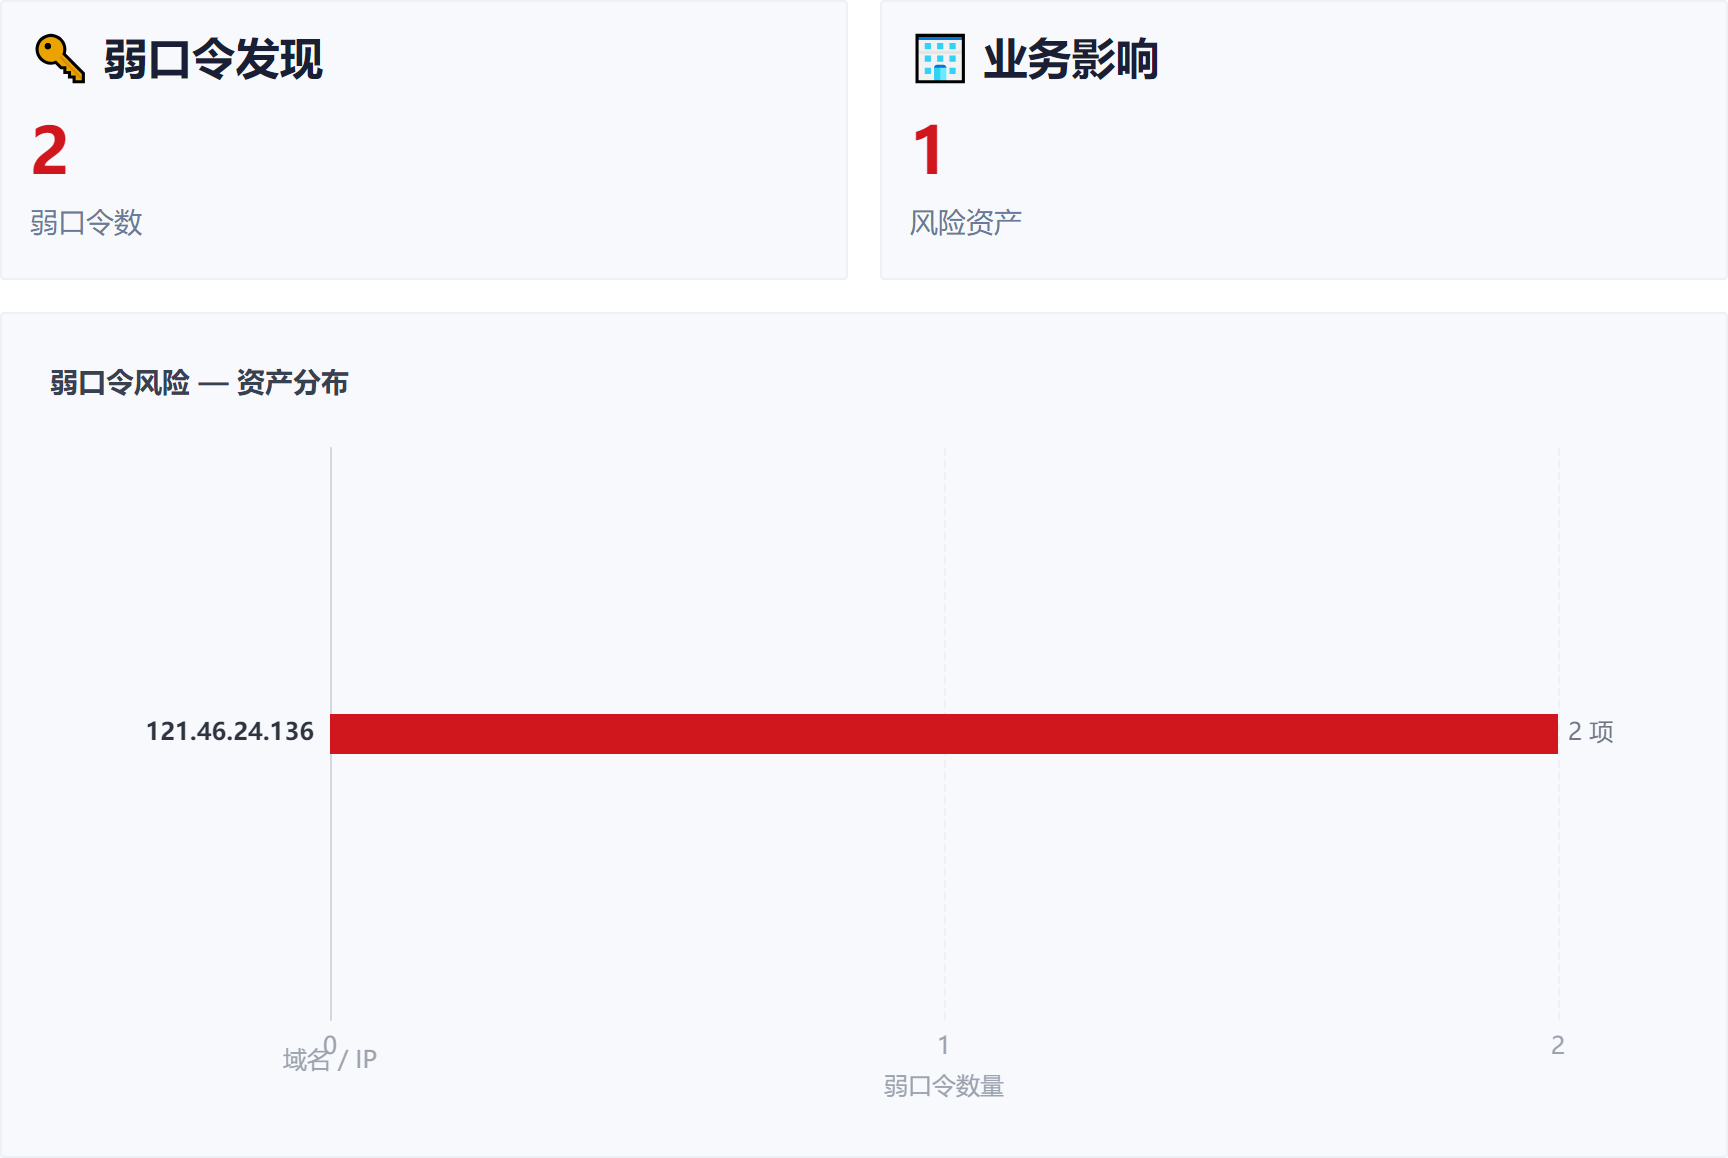 弱口令发现
2
弱口令数
业务影响
1
风险资产
弱口令风险 — 资产分布
121.46.24.136
2 项
0
1
2
域名 / IP
弱口令数量